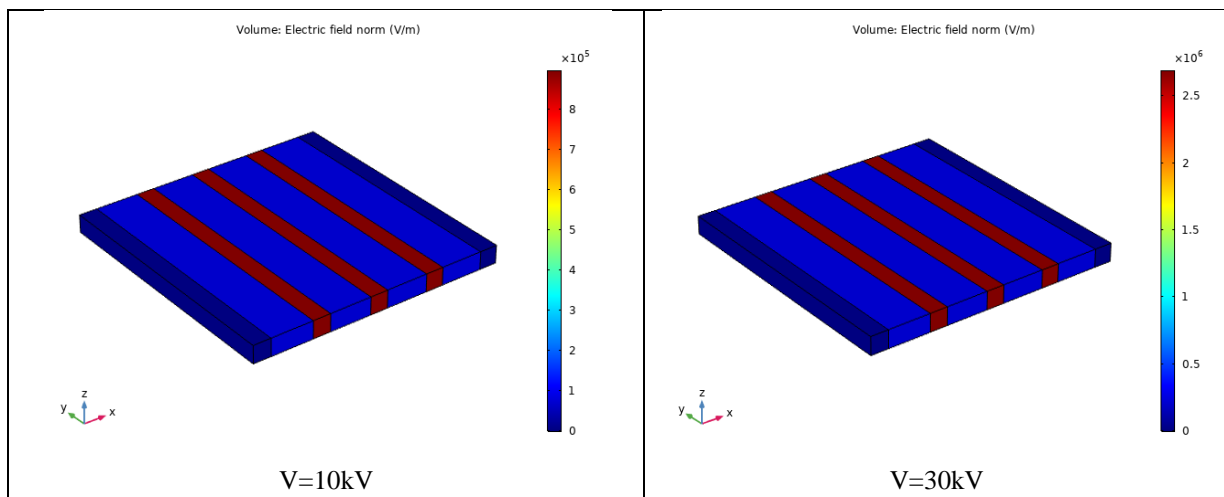 Volume: Electric field norm (V/m)
×10⁵
8
7
6
5
4
3
2
1
0
z
y
x
V=10kV
Volume: Electric field norm (V/m)
×10⁶
2.5
2
1.5
1
0.5
0
z
y
x
V=30kV